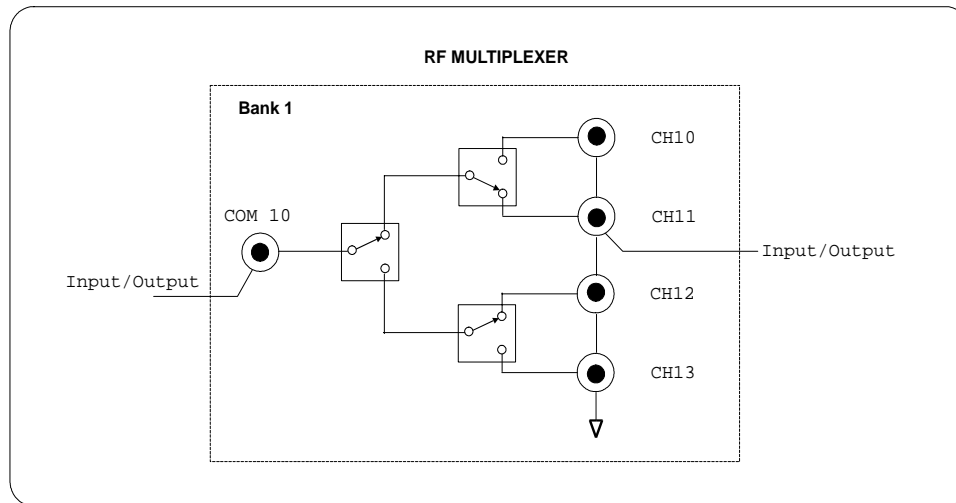 RF MULTIPLEXER
Bank 1
CH10
COM 10
CH11
Input/Output
Input/Output
CH12
CH13